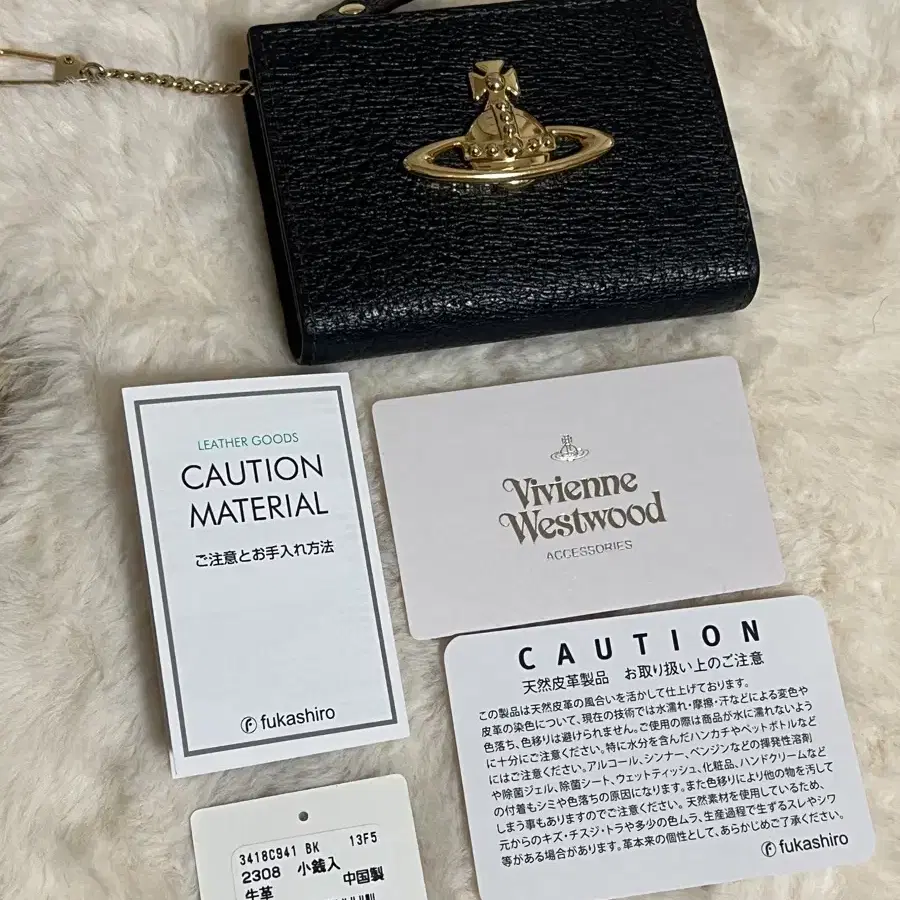 LEATHER GOODS
CAUTION
MATERIAL
ご注意とお手入れ方法
fukashiro
Vivienne
Westwood
ACCESSORIES
CAUTION
天然皮革製品 お取り扱い上のご注意
この製品は天然皮革の風合いを活かして仕上げております。
皮革の染色について、現在の技術では水濡れ・摩擦・汗などによる変色や
色落ち、色移りは避けられません。ご使用の際は商品が水に濡れないよう
に十分にご注意ください。特に水分を含んだハンカチやペットボトルなど
にはご注意ください。アルコール、シンナー、ベンジンなどの揮発性溶剤
や除菌ジェル、除菌シート、ウェットティッシュ、化粧品、ハンドクリームなど
の付着もシミや色落ちの原因になります。また色移りにより他の物を汚して
しまう事もありますのでご注意ください。天然素材を使用しているため、
元からのキズ・チスジ・トラや多少の色ムラ、生産過程で生ずるスレやシワ
等がある場合があります。革本来の個性として、あらかじめご了承ください。
fukashiro
3418C941 BK 13F5
2308 小銭入
牛革 中国製